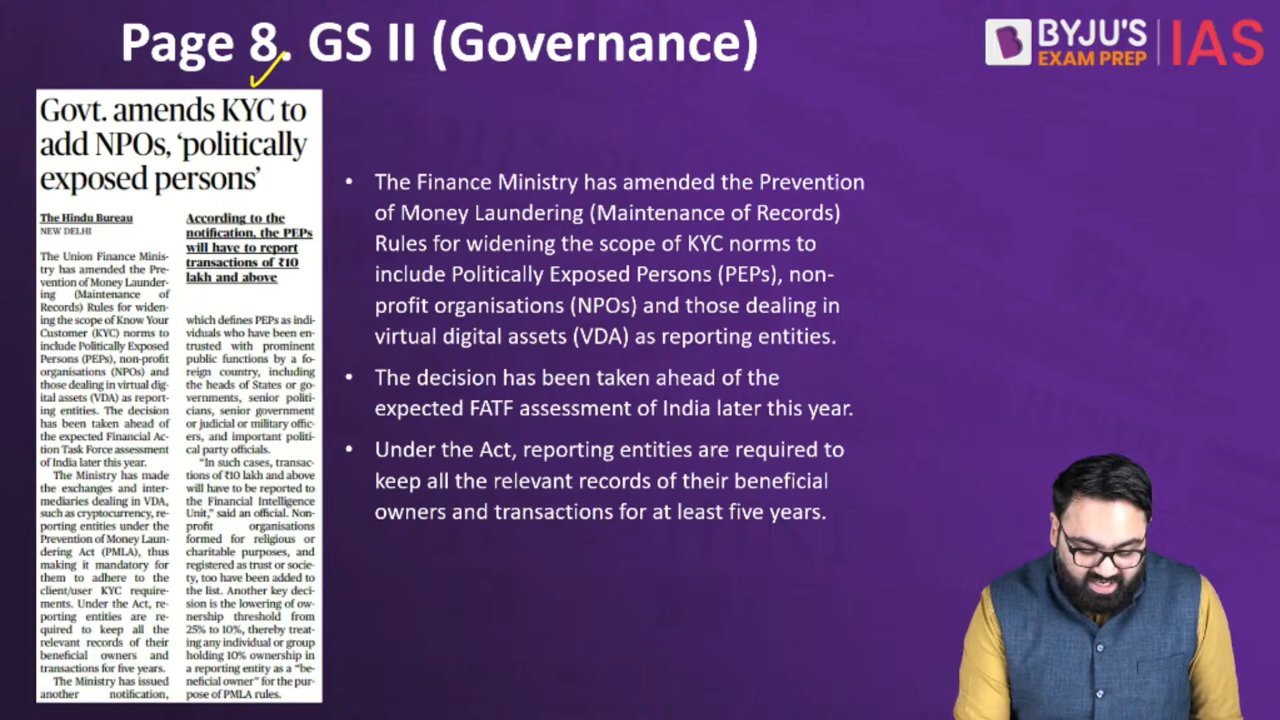 Page 8. GS II (Governance)
BYJU'S
EXAM PREP
IAS
Govt. amends KYC to
add NPOs, ‘politically
exposed persons’
The Hindu Bureau
NEW DELHI
The Union Finance Minis-
try has amended the Pre-
vention of Money Launder-
ing (Maintenance of
Records) Rules for widen-
ing the scope of Know Your
Customer (KYC) norms to
include Politically Exposed
Persons (PEPs), non-profit
organisations (NPOs) and
those dealing in virtual dig-
ital assets (VDA) as report-
ing entities. The decision
has been taken ahead of
the expected Financial Ac-
tion Task Force assessment
of India later this year.
The Ministry has made
the exchanges and inter-
mediaries dealing in VDA,
such as cryptocurrency, re-
porting entities under the
Prevention of Money Laun-
dering Act (PMLA), thus
making it mandatory for
them to adhere to the
client/user KYC require-
ments. Under the Act, re-
porting entities are re-
quired to keep all the
relevant records of their
beneficial owners and
transactions for five years.
The Ministry has issued
another notification,
According to the
notification, the PEPs
will have to report
transactions of ₹10
lakh and above
which defines PEPs as indi-
viduals who have been en-
trusted with prominent
public functions by a fo-
reign country, including
the heads of States or go-
vernments, senior politi-
cians, senior government
or judicial or military offic-
ers, and important politi-
cal party officials.
“In such cases, transac-
tions of ₹10 lakh and above
will have to be reported to
the Financial Intelligence
Unit,” said an official. Non-
profit organisations
formed for religious or
charitable purposes, and
registered as trust or socie-
ty, too have been added to
the list. Another key deci-
sion is the lowering of ow-
nership threshold from
25% to 10%, thereby treat-
ing any individual or group
holding 10% ownership in
a reporting entity as a “be-
neficial owner” for the pur-
pose of PMLA rules.
• The Finance Ministry has amended the Prevention
of Money Laundering (Maintenance of Records)
Rules for widening the scope of KYC norms to
include Politically Exposed Persons (PEPs), non-
profit organisations (NPOs) and those dealing in
virtual digital assets (VDA) as reporting entities.
• The decision has been taken ahead of the
expected FATF assessment of India later this year.
• Under the Act, reporting entities are required to
keep all the relevant records of their beneficial
owners and transactions for at least five years.